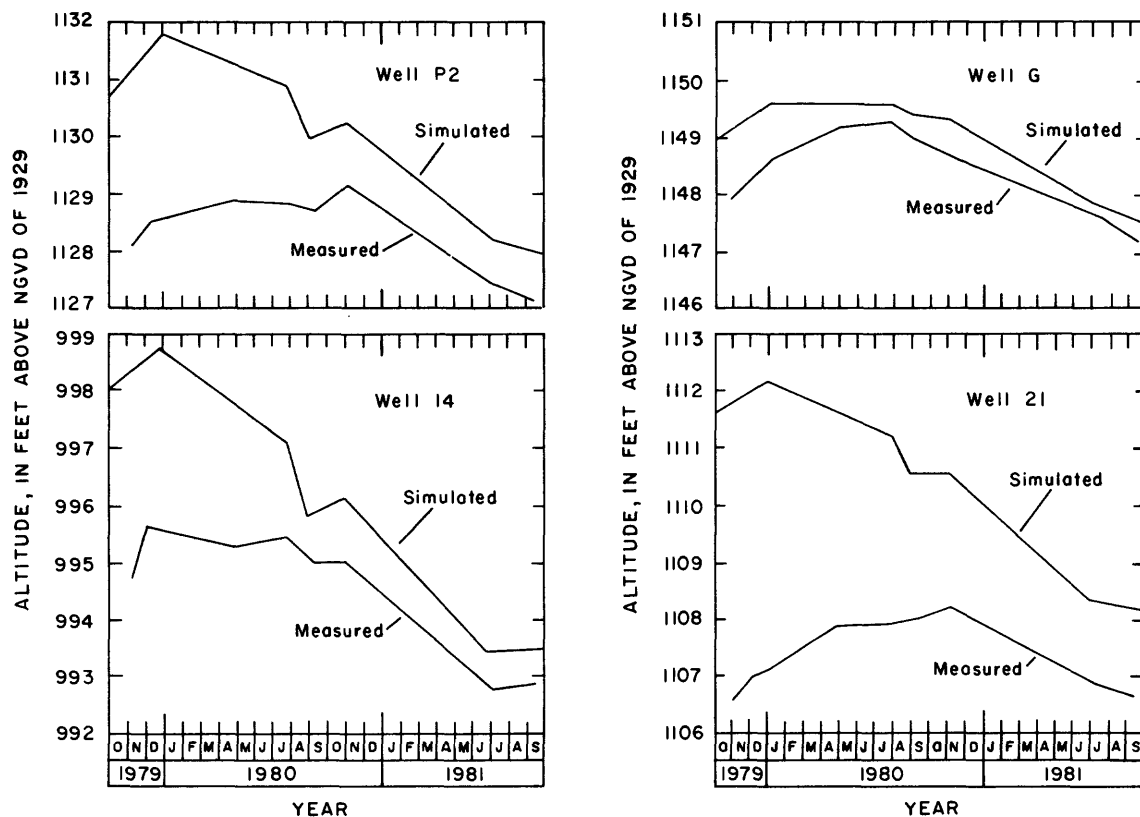 ALTITUDE, IN FEET ABOVE NGVD OF 1929
1132
1131
1130
1129
1128
1127
Well P2
Simulated
Measured
999
998
997
996
995
994
993
992
Well 14
Simulated
Measured
O N D J F M A M J J A S O N D J F M A M J J A S
1979 1980 1981
YEAR
ALTITUDE, IN FEET ABOVE NGVD OF 1929
1151
1150
1149
1148
1147
1146
Well G
Simulated
Measured
1113
1112
1111
1110
1109
1108
1107
1106
Well 21
Simulated
Measured
O N D J F M A M J J A S O N D J F M A M J J A S
1979 1980 1981
YEAR